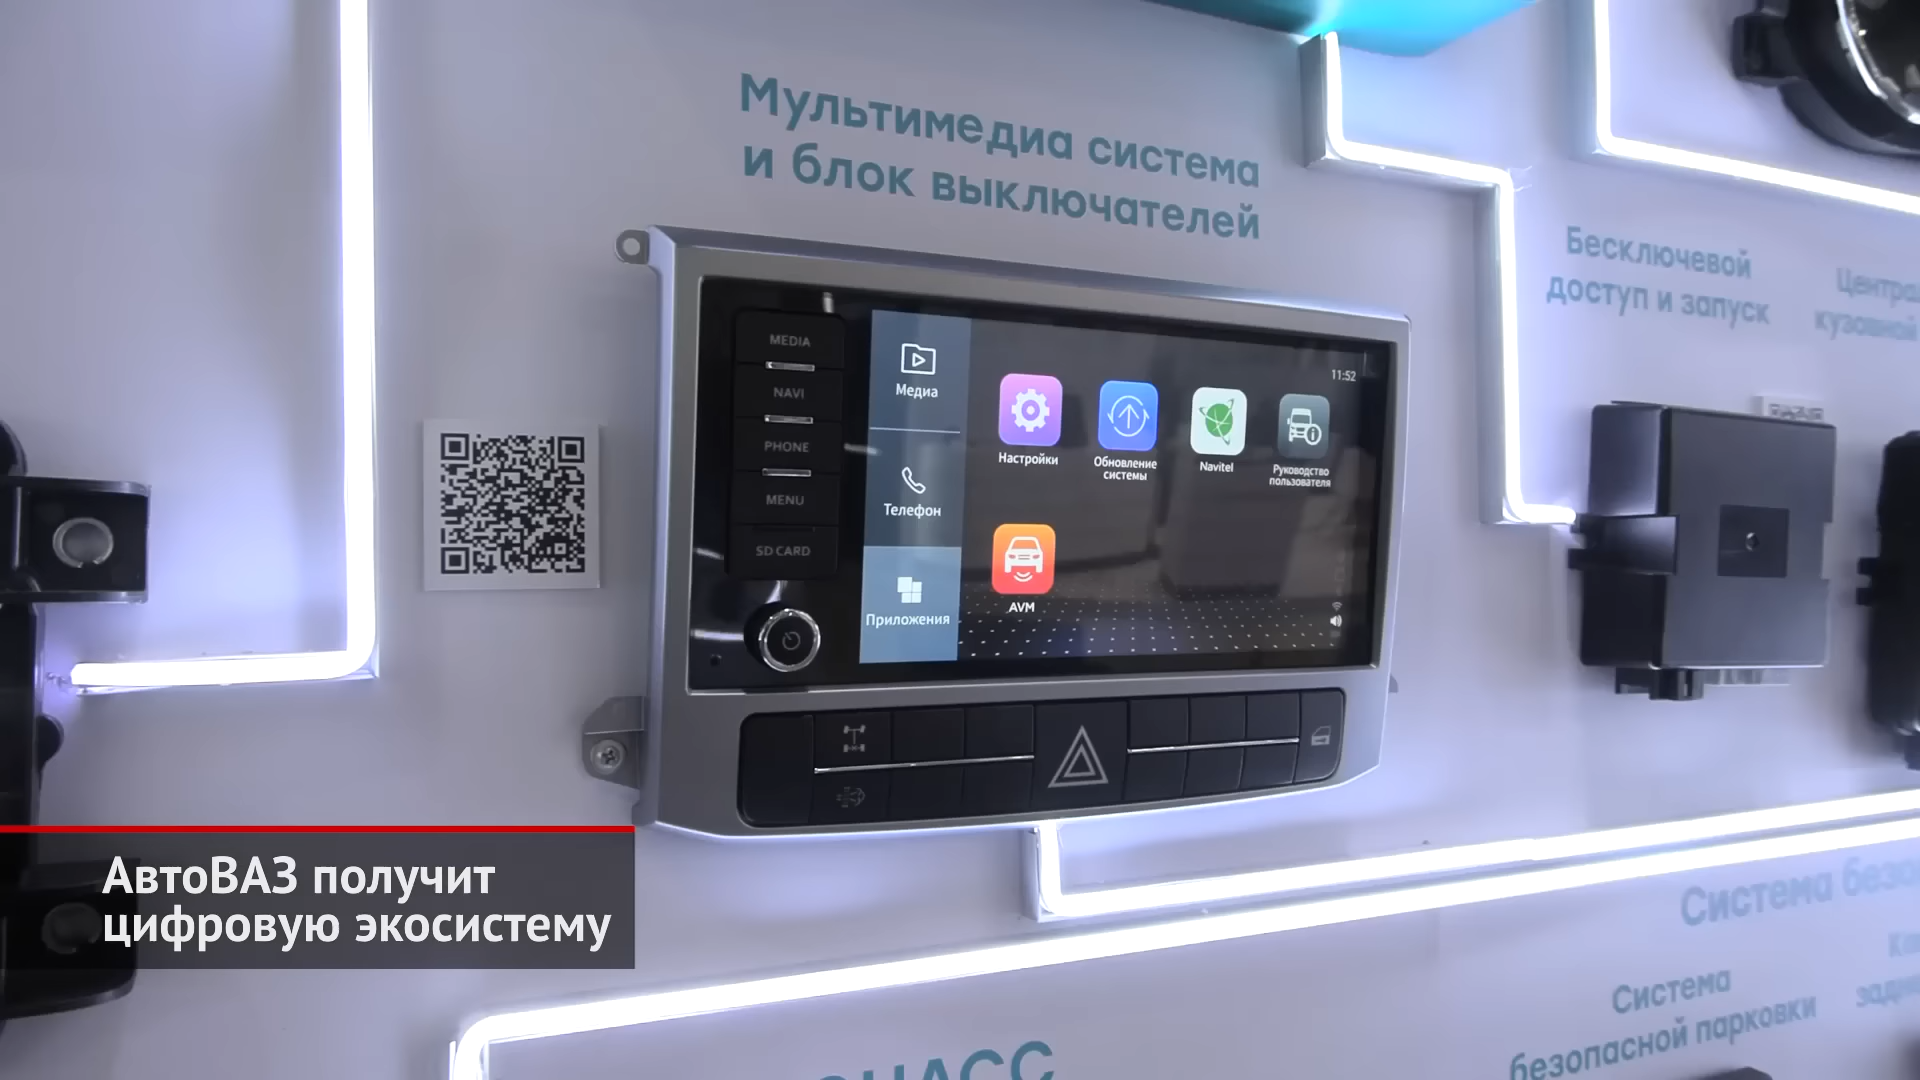 Мультимедиа система
и блок выключателей
Бесключевой
доступ и запуск
MEDIA
NAVI
PHONE
MENU
SD CARD
Медиа
Телефон
Приложения
11:52
Настройки
Обновление
системы
Navitel
Руководство
пользователя
AVM
АвтоВАЗ получит
цифровую экосистему
Система
Система
безопасной парковки